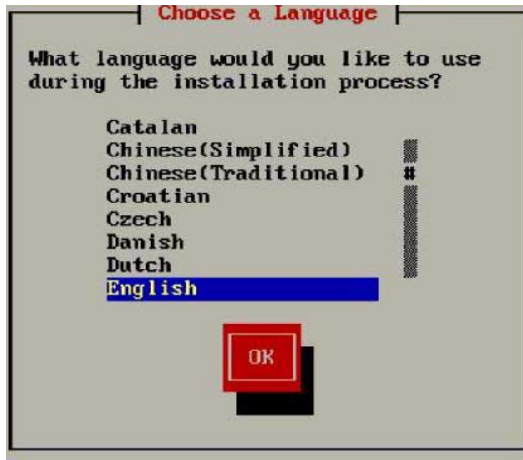 Choose a Language
What language would you like to use
during the installation process?
Catalan
Chinese(Simplified)
Chinese(Traditional) #
Croatian
Czech
Danish
Dutch
English
OK